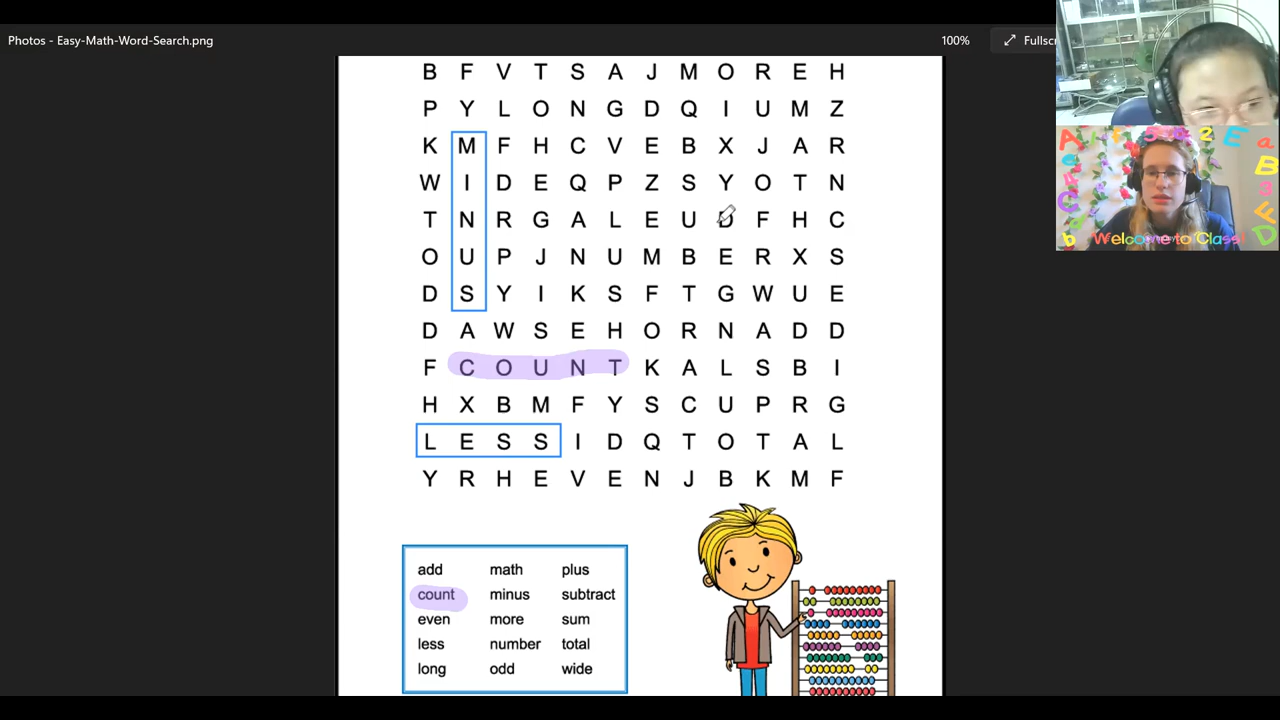 Photos - Easy-Math-Word-Search.png
100%
Fullscr
B F V T S A J M O R E H
P Y L O N G D Q I U M Z
K M F H C V E B X J A R
W I D E Q P Z S Y O T N
T N R G A L E U D F H C
O U P J N U M B E R X S
D S Y I K S F T G W U E
D A W S E H O R N A D D
F C O U N T K A L S B I
H X B M F Y S C U P R G
L E S S I D Q T O T A L
Y R H E V E N J B K M F
add math plus
count minus subtract
even more sum
less number total
long odd wide
Welcome to Class!